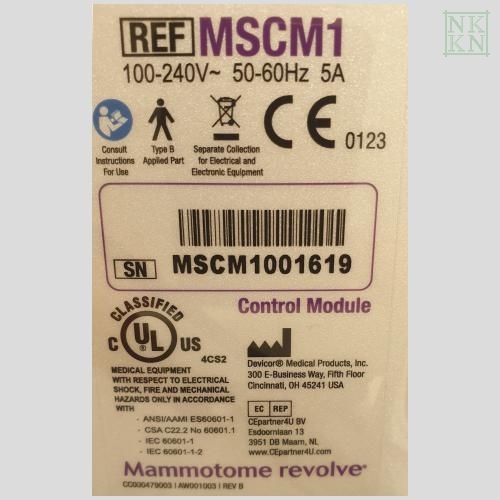 NK
KN
REF MSCM1
100-240V~ 50-60Hz 5A
Consult
Instructions
For Use
Type B
Applied Part
Separate Collection
for Electrical and
Electronic Equipment
CE 0123
SN MSCM1001619
CLASSIFIED
C UL US
4CS2
MEDICAL EQUIPMENT
WITH RESPECT TO ELECTRICAL
SHOCK, FIRE AND MECHANICAL
HAZARDS ONLY IN ACCORDANCE
WITH
- ANSI/AAMI ES60601-1
- CSA C22.2 No 60601.1
- IEC 60601-1
- IEC 60601-1-2
Control Module
Devicor® Medical Products, Inc.
300 E-Business Way, Fifth Floor
Cincinnati, OH 45241 USA
EC REP
CEpartner4U BV
Esdoornlaan 13
3951 DB Maarn, NL
www.CEpartner4U.com
Mammotome revolve®
CC000479003 | AW001003 | REV B